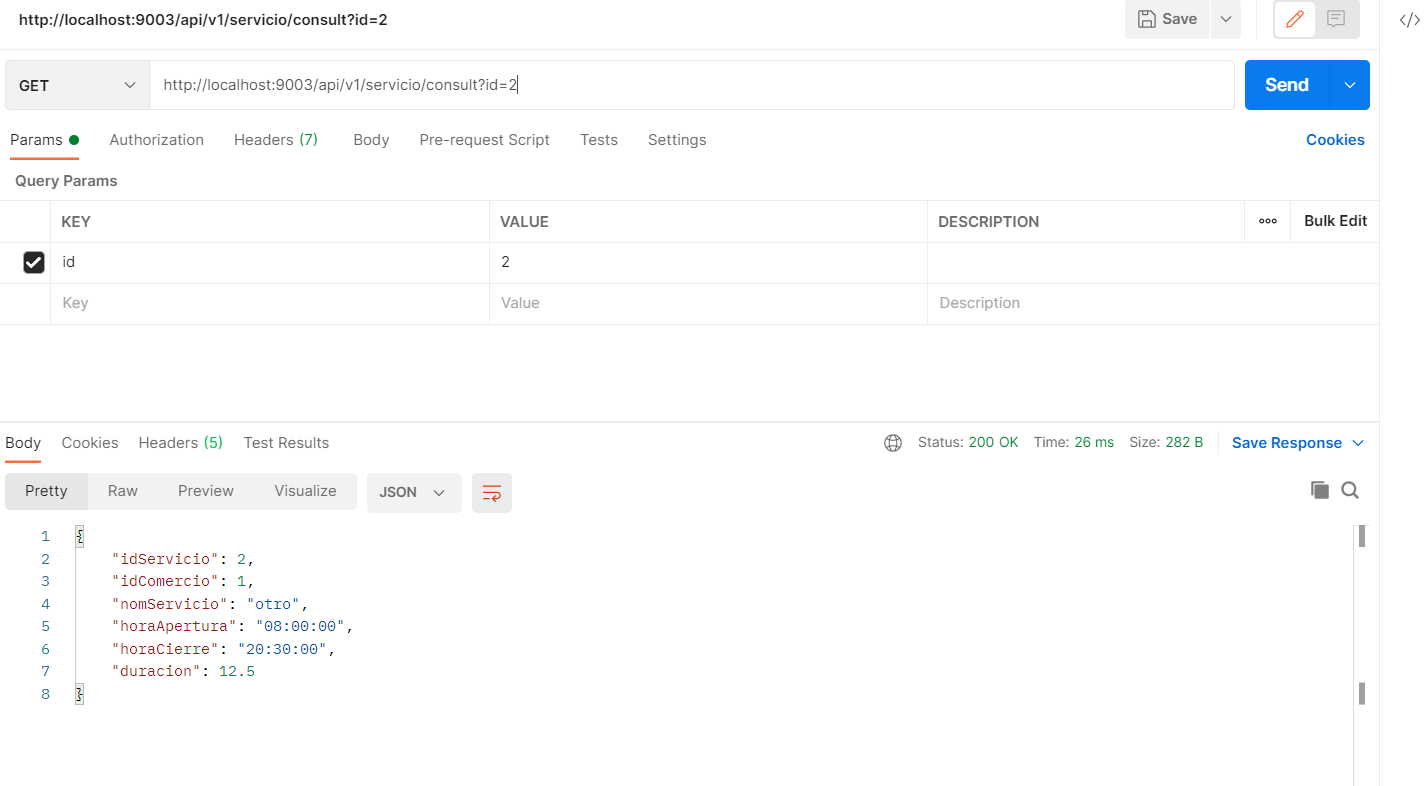 http://localhost:9003/api/v1/servicio/consult?id=2
Save
</>
GET
http://localhost:9003/api/v1/servicio/consult?id=2
Send
Params
Authorization
Headers (7)
Body
Pre-request Script
Tests
Settings
Cookies
Query Params
KEY
VALUE
DESCRIPTION
Bulk Edit
id
2
Key
Value
Description
Body
Cookies
Headers (5)
Test Results
Status: 200 OK
Time: 26 ms
Size: 282 B
Save Response
Pretty
Raw
Preview
Visualize
JSON
1 {
2 "idServicio": 2,
3 "idComercio": 1,
4 "nomServicio": "otro",
5 "horaApertura": "08:00:00",
6 "horaCierre": "20:30:00",
7 "duracion": 12.5
8 }